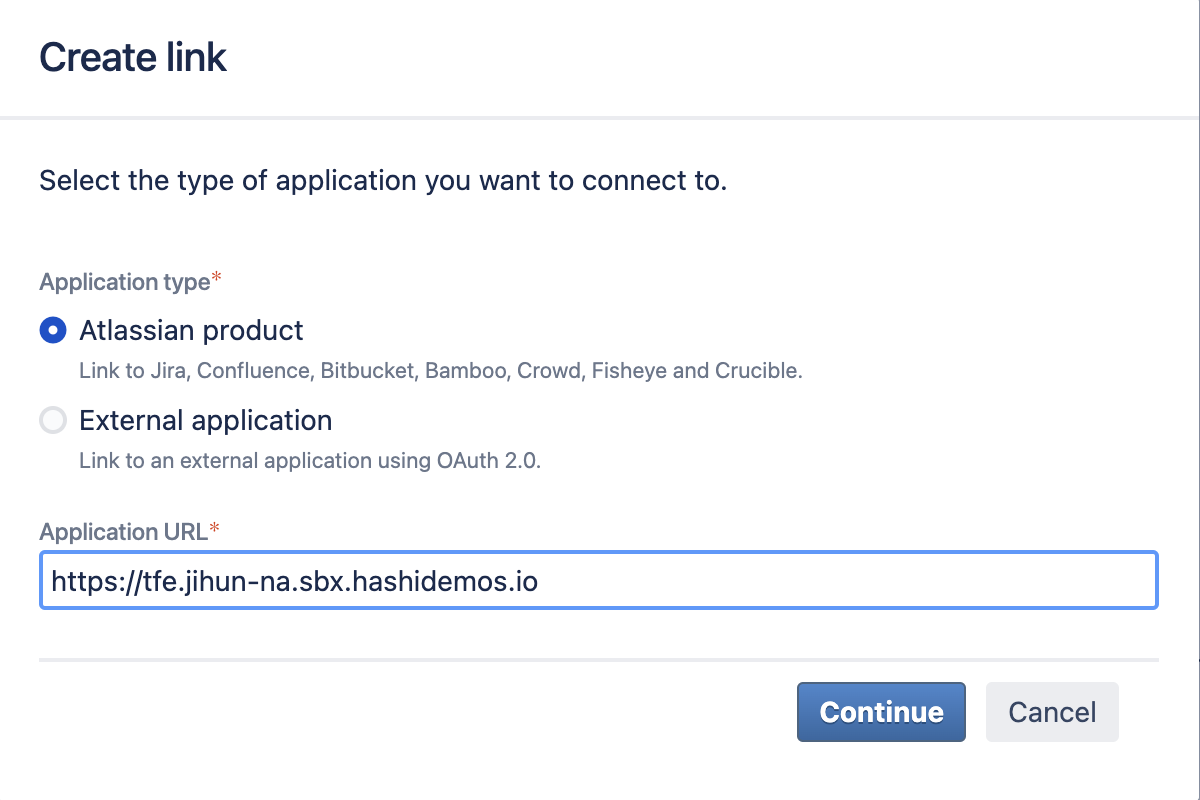 Create link
Select the type of application you want to connect to.
Application type*
Atlassian product
Link to Jira, Confluence, Bitbucket, Bamboo, Crowd, Fisheye and Crucible.
External application
Link to an external application using OAuth 2.0.
Application URL*
https://tfe.jihun-na.sbx.hashidemos.io
Continue Cancel